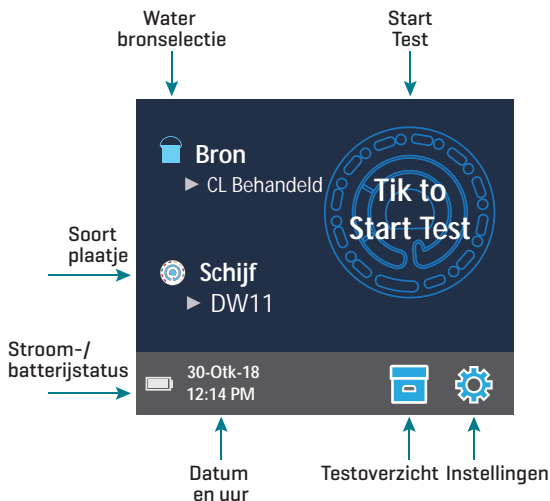 Water
bronselectie
Start
Test
Bron
CL Behandeld
Tik to
Start Test
Soort
plaatje
Schijf
DW11
Stroom-/
batterijstatus
30-Otk-18
12:14 PM
Datum
en uur
Testoverzicht
Instellingen